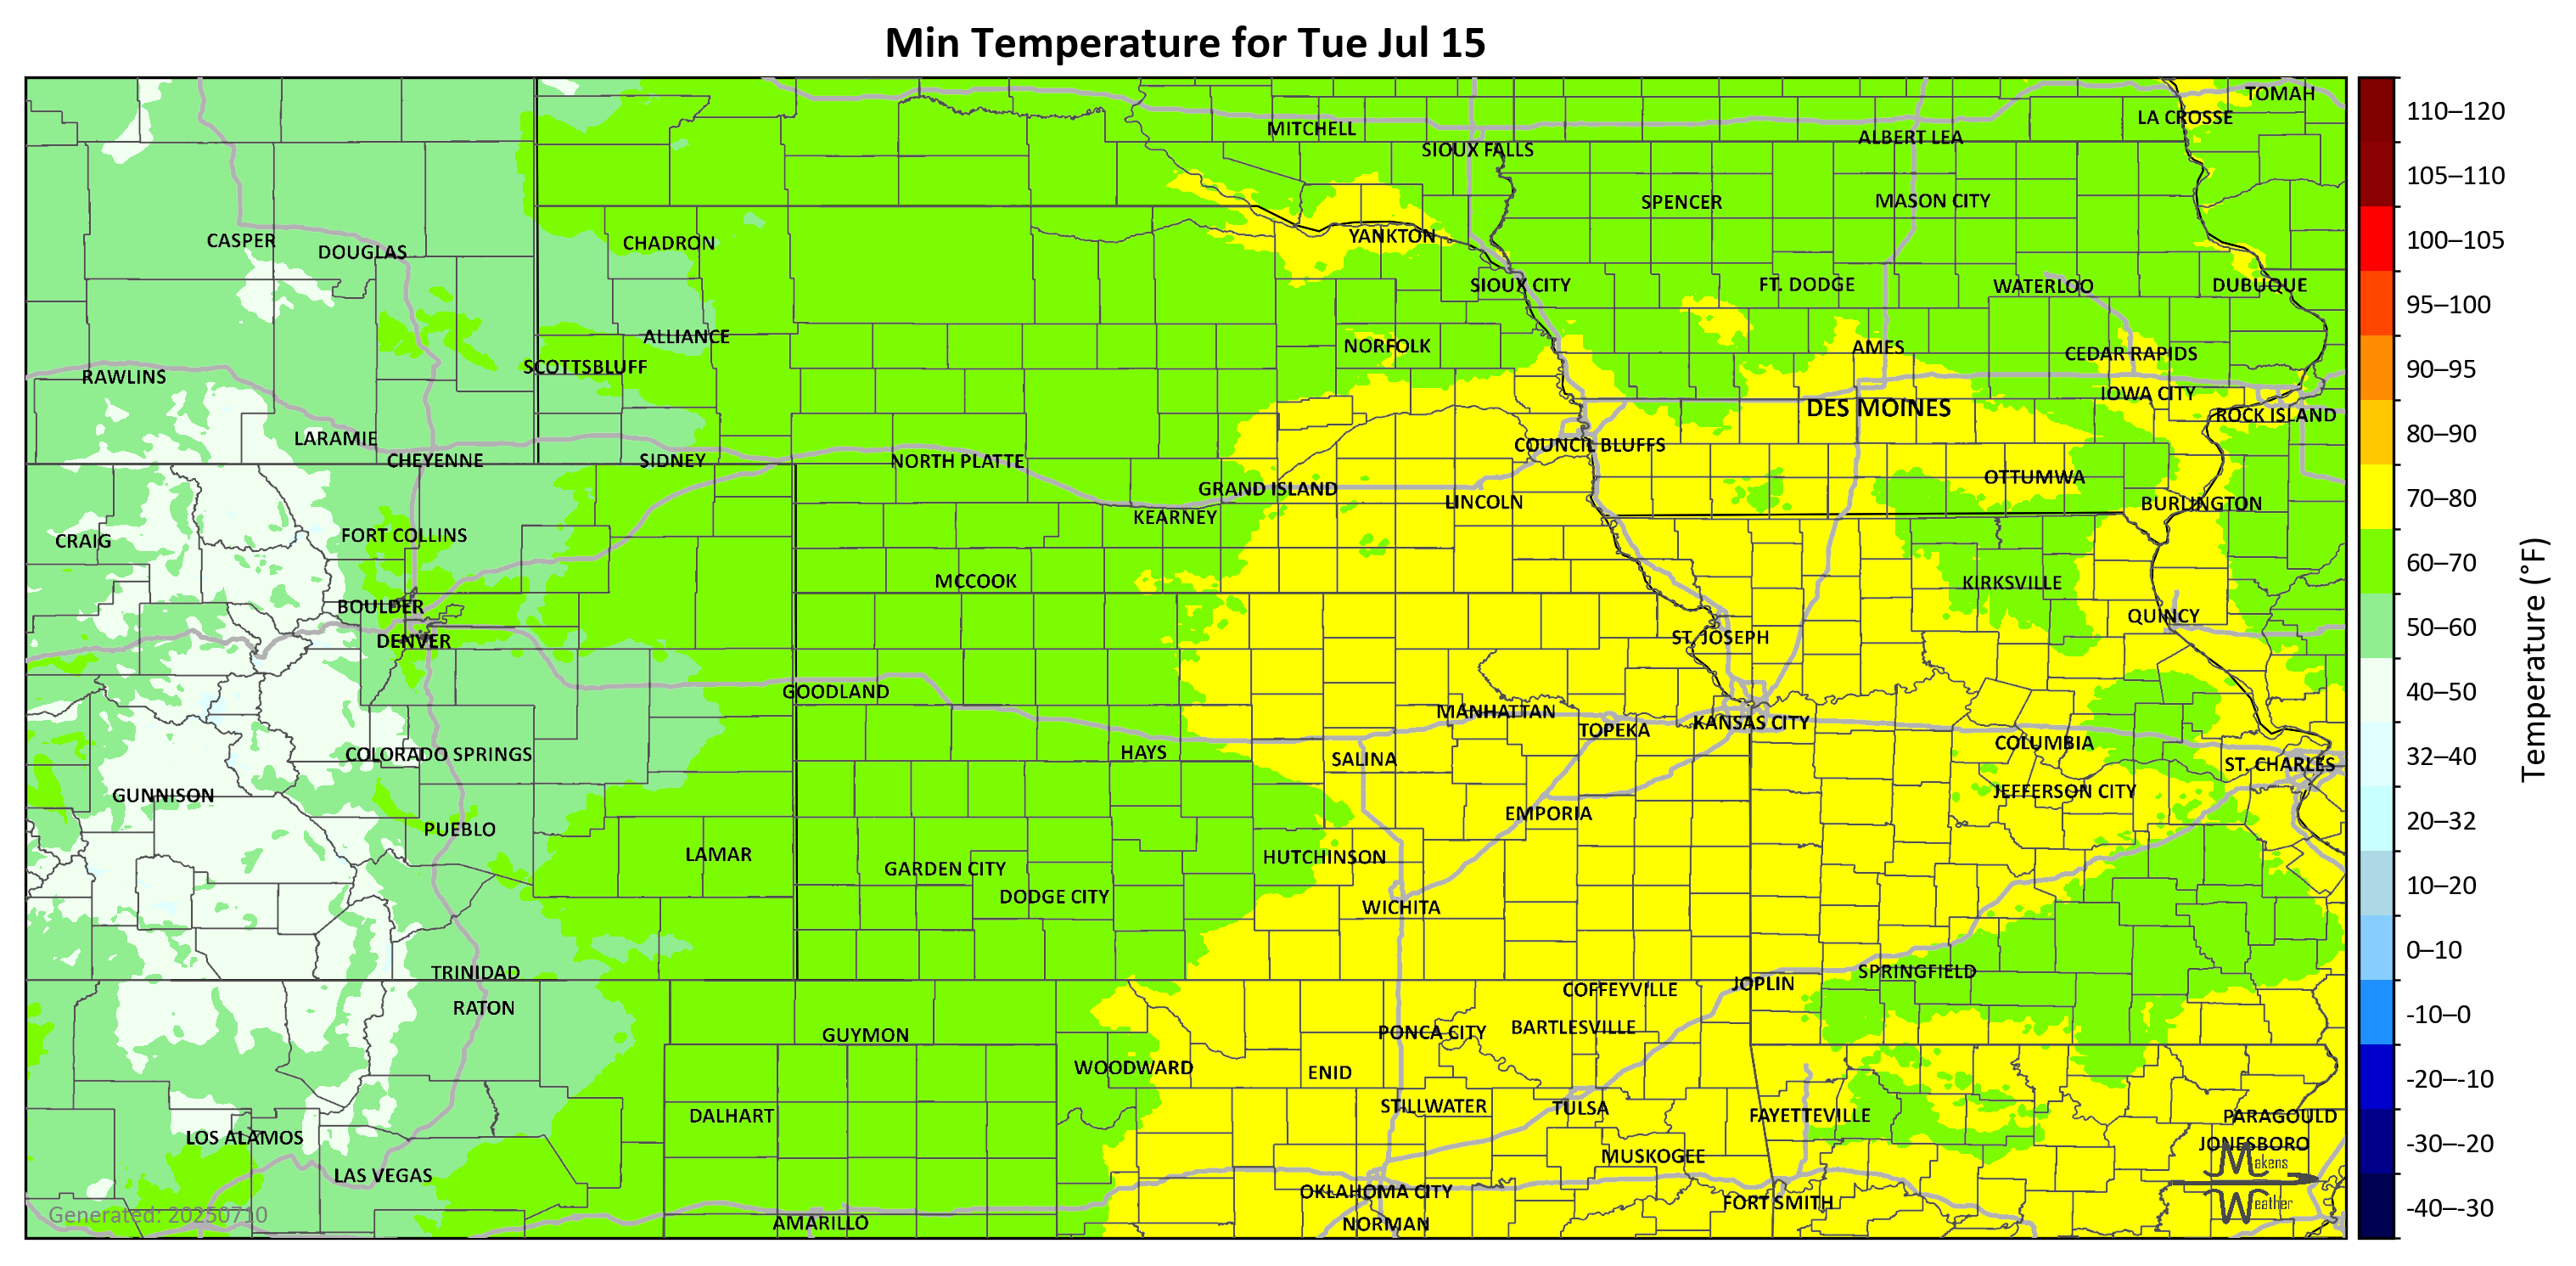 Min Temperature for Tue Jul 15
TOMAH
LA CROSSE
MITCHELL
ALBERT LEA
SIOUX FALLS
SPENCER
MASON CITY
CASPER
DOUGLAS
CHADRON
YANKTON
SIOUX CITY
FT. DODGE
WATERLOO
DUBUQUE
ALLIANCE
NORFOLK
AMES
CEDAR RAPIDS
SCOTTSBLUFF
RAWLINS
IOWA CITY
DES MOINES
ROCK ISLAND
LARAMIE
COUNCIL BLUFFS
CHEYENNE
SIDNEY
NORTH PLATTE
OTTUMWA
GRAND ISLAND
LINCOLN
BURLINGTON
KEARNEY
FORT COLLINS
CRAIG
MCCOOK
KIRKSVILLE
BOULDER
QUINCY
DENVER
ST. JOSEPH
GOODLAND
MANHATTAN
KANSAS CITY
TOPEKA
COLUMBIA
COLORADO SPRINGS
HAYS
SALINA
ST. CHARLES
GUNNISON
JEFFERSON CITY
EMPORIA
PUEBLO
LAMAR
HUTCHINSON
GARDEN CITY
DODGE CITY
WICHITA
TRINIDAD
SPRINGFIELD
JOPLIN
COFFEYVILLE
RATON
BARTLESVILLE
PONCA CITY
GUYMON
WOODWARD
ENID
STILLWATER
TULSA
DALHART
FAYETTEVILLE
PARAGOULD
LOS ALAMOS
JONESBORO
MUSKOGEE
LAS VEGAS
OKLAHOMA CITY
FORT SMITH
AMARILLO
NORMAN
Generated: 20250710
Makens
Weather
110–120
105–110
100–105
95–100
90–95
80–90
70–80
60–70
50–60
40–50
32–40
20–32
10–20
0–10
-10–0
-20–-10
-30–-20
-40–-30
Temperature (°F)